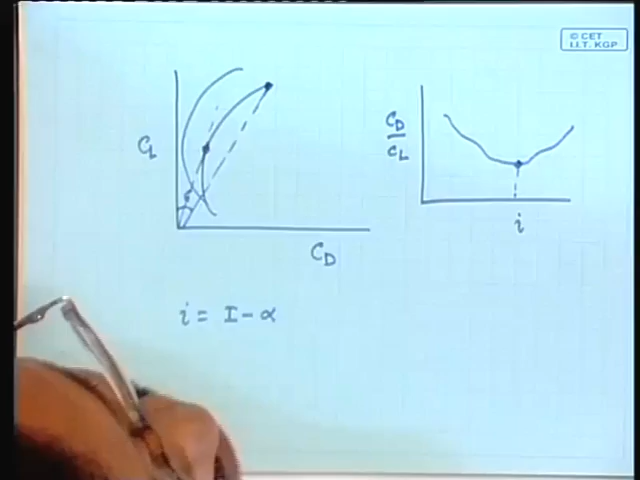 © CET
I.I.T. KGP
C_L
C_D
C_D
C_L
i
i = I - α